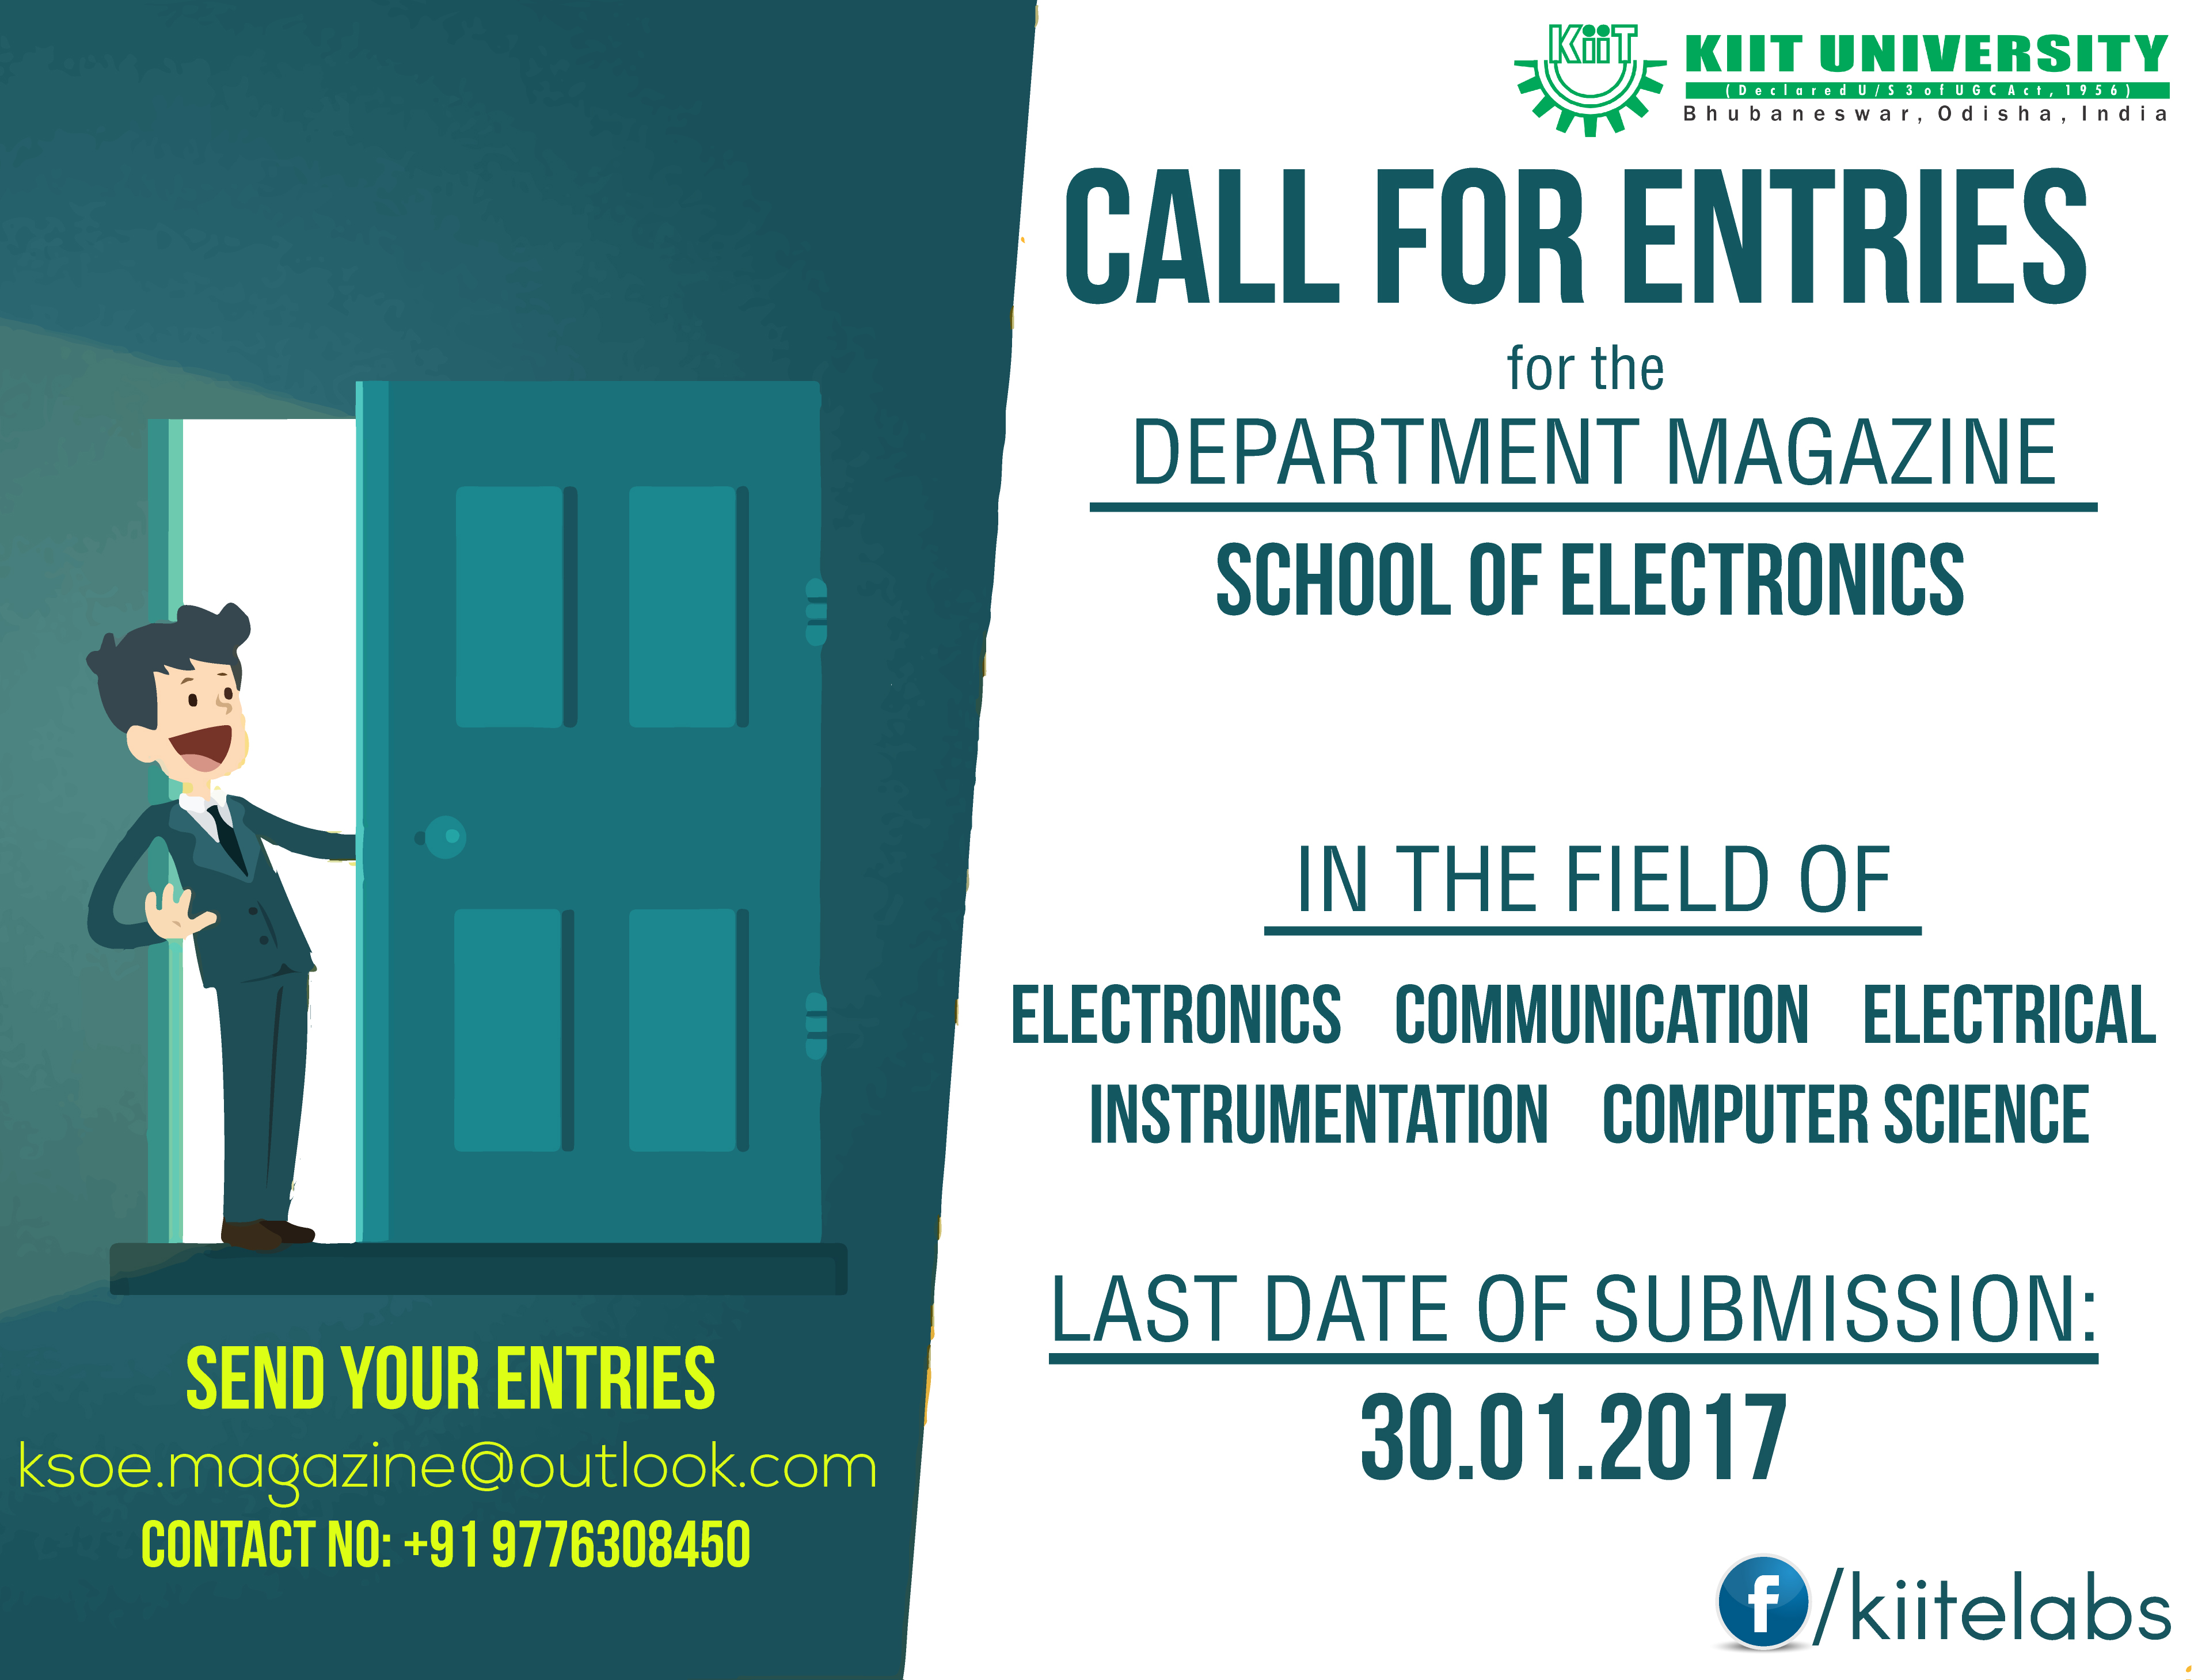 KiiT
KIIT UNIVERSITY
(Declared U/S 3 of UGC Act, 1956)
Bhubaneswar, Odisha, India
CALL FOR ENTRIES
for the
DEPARTMENT MAGAZINE
SCHOOL OF ELECTRONICS
IN THE FIELD OF
ELECTRONICS COMMUNICATION ELECTRICAL
INSTRUMENTATION COMPUTER SCIENCE
LAST DATE OF SUBMISSION:
30.01.2017
SEND YOUR ENTRIES
ksoe.magazine@outlook.com
CONTACT NO: +91 9776308450
f/kiitelabs